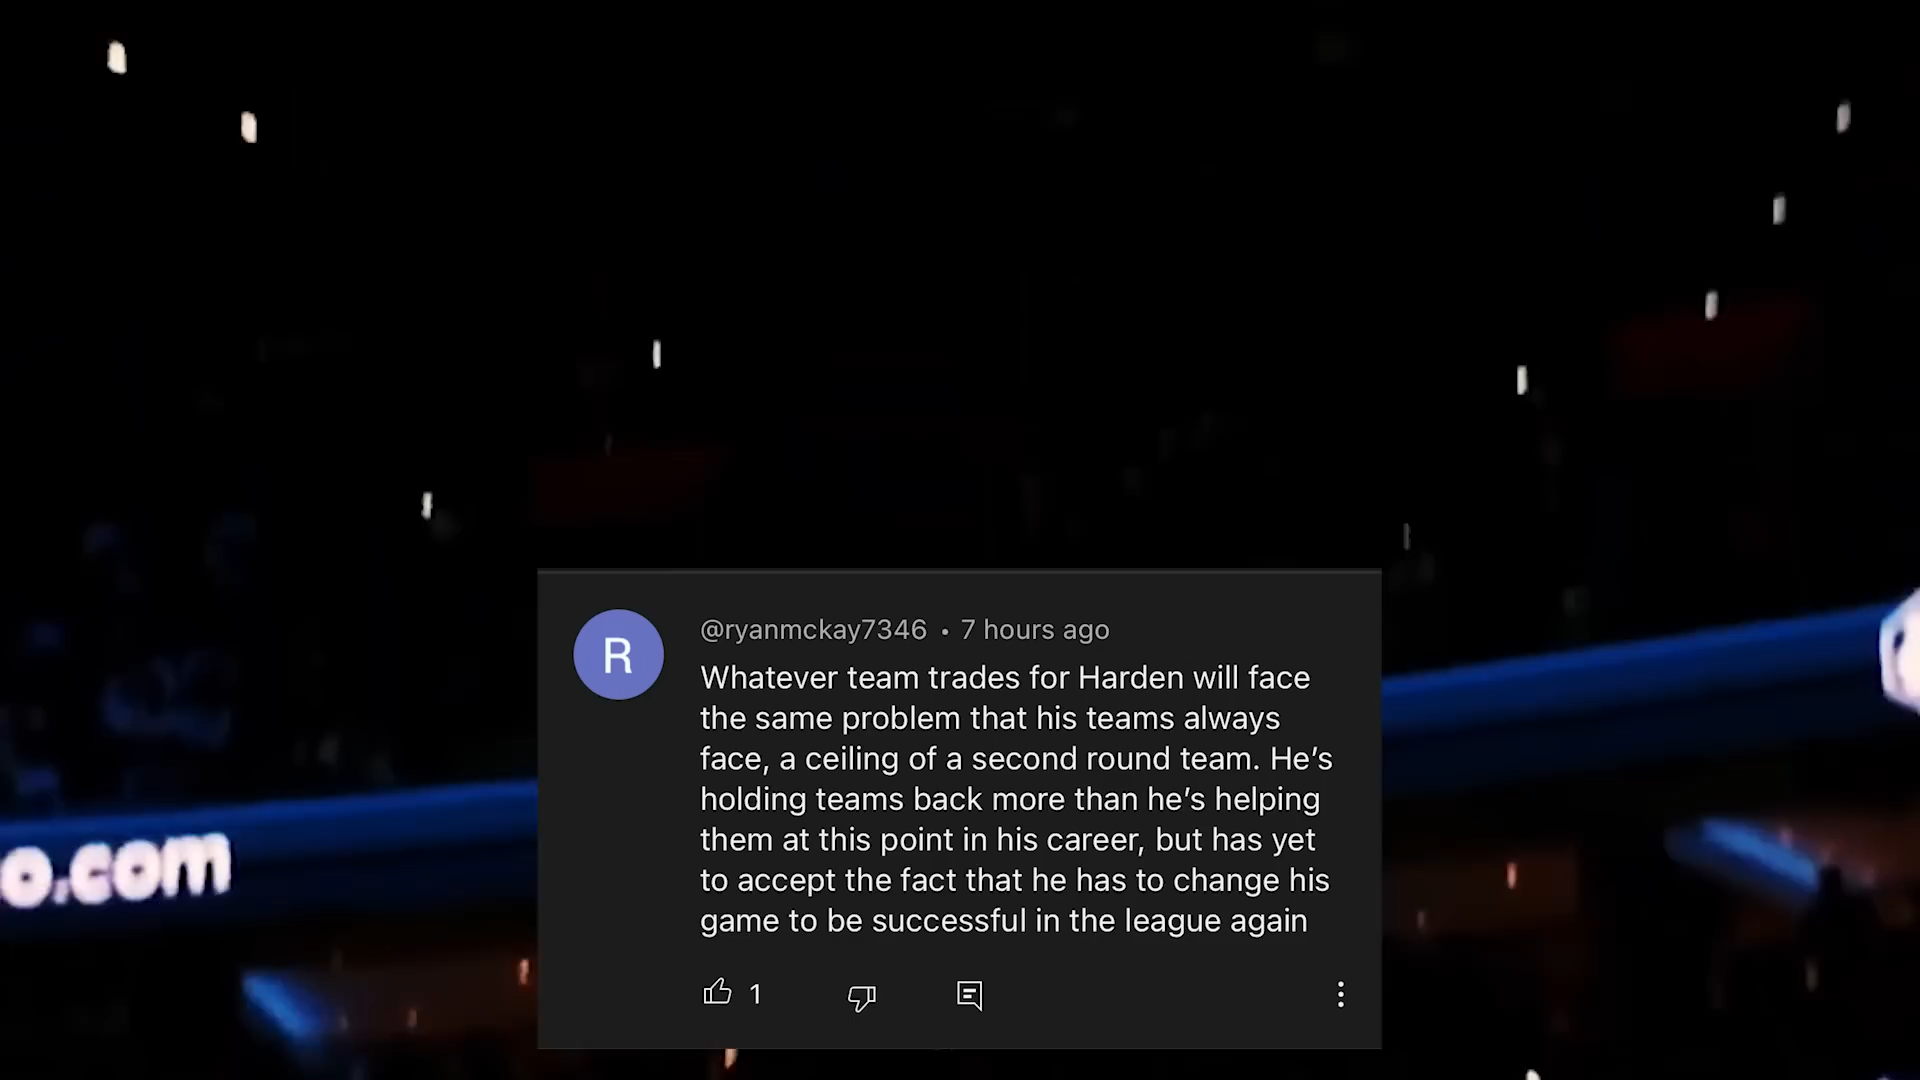 @ryanmckay7346 • 7 hours ago
Whatever team trades for Harden will face
the same problem that his teams always
face, a ceiling of a second round team. He’s
holding teams back more than he’s helping
them at this point in his career, but has yet
to accept the fact that he has to change his
game to be successful in the league again
R
1
o.com